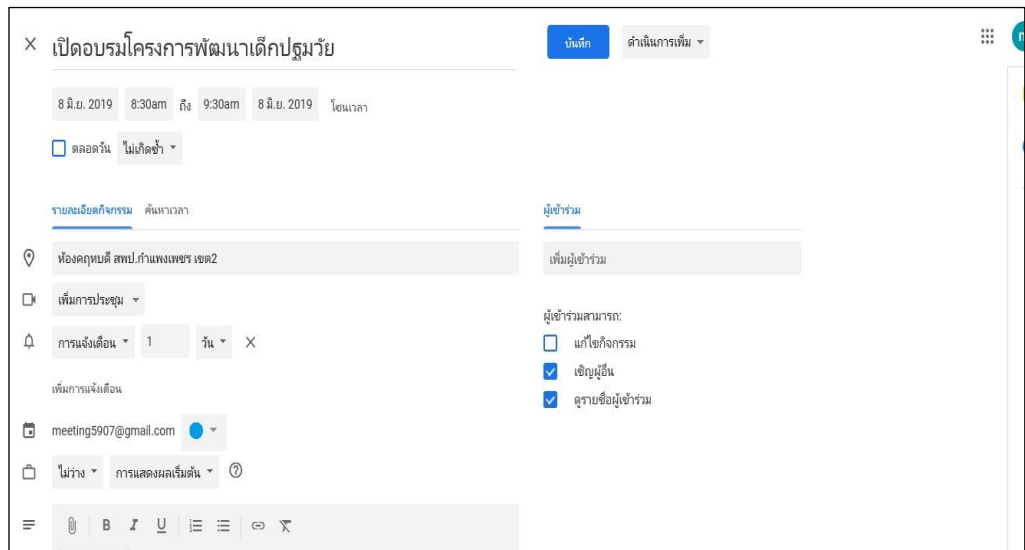 เปิดอบรมโครงการพัฒนาเด็กปฐมวัย
บันทึก ดำเนินการเพิ่ม
8 มิ.ย. 2019 8:30am ถึง 9:30am 8 มิ.ย. 2019 โซนเวลา
ตลอดวัน ไม่เกิดซ้ำ
รายละเอียดกิจกรรม ค้นหาเวลา
ห้องคฤหบดี สพป.กำแพงเพชร เขต2
เพิ่มการประชุม
การแจ้งเตือน 1 วัน
เพิ่มการแจ้งเตือน
meeting5907@gmail.com
ไม่ว่าง การแสดงผลเริ่มต้น
B I U
ผู้เข้าร่วม
เพิ่มผู้เข้าร่วม
ผู้เข้าร่วมสามารถ:
แก้ไขกิจกรรม
เชิญผู้อื่น
ดูรายชื่อผู้เข้าร่วม